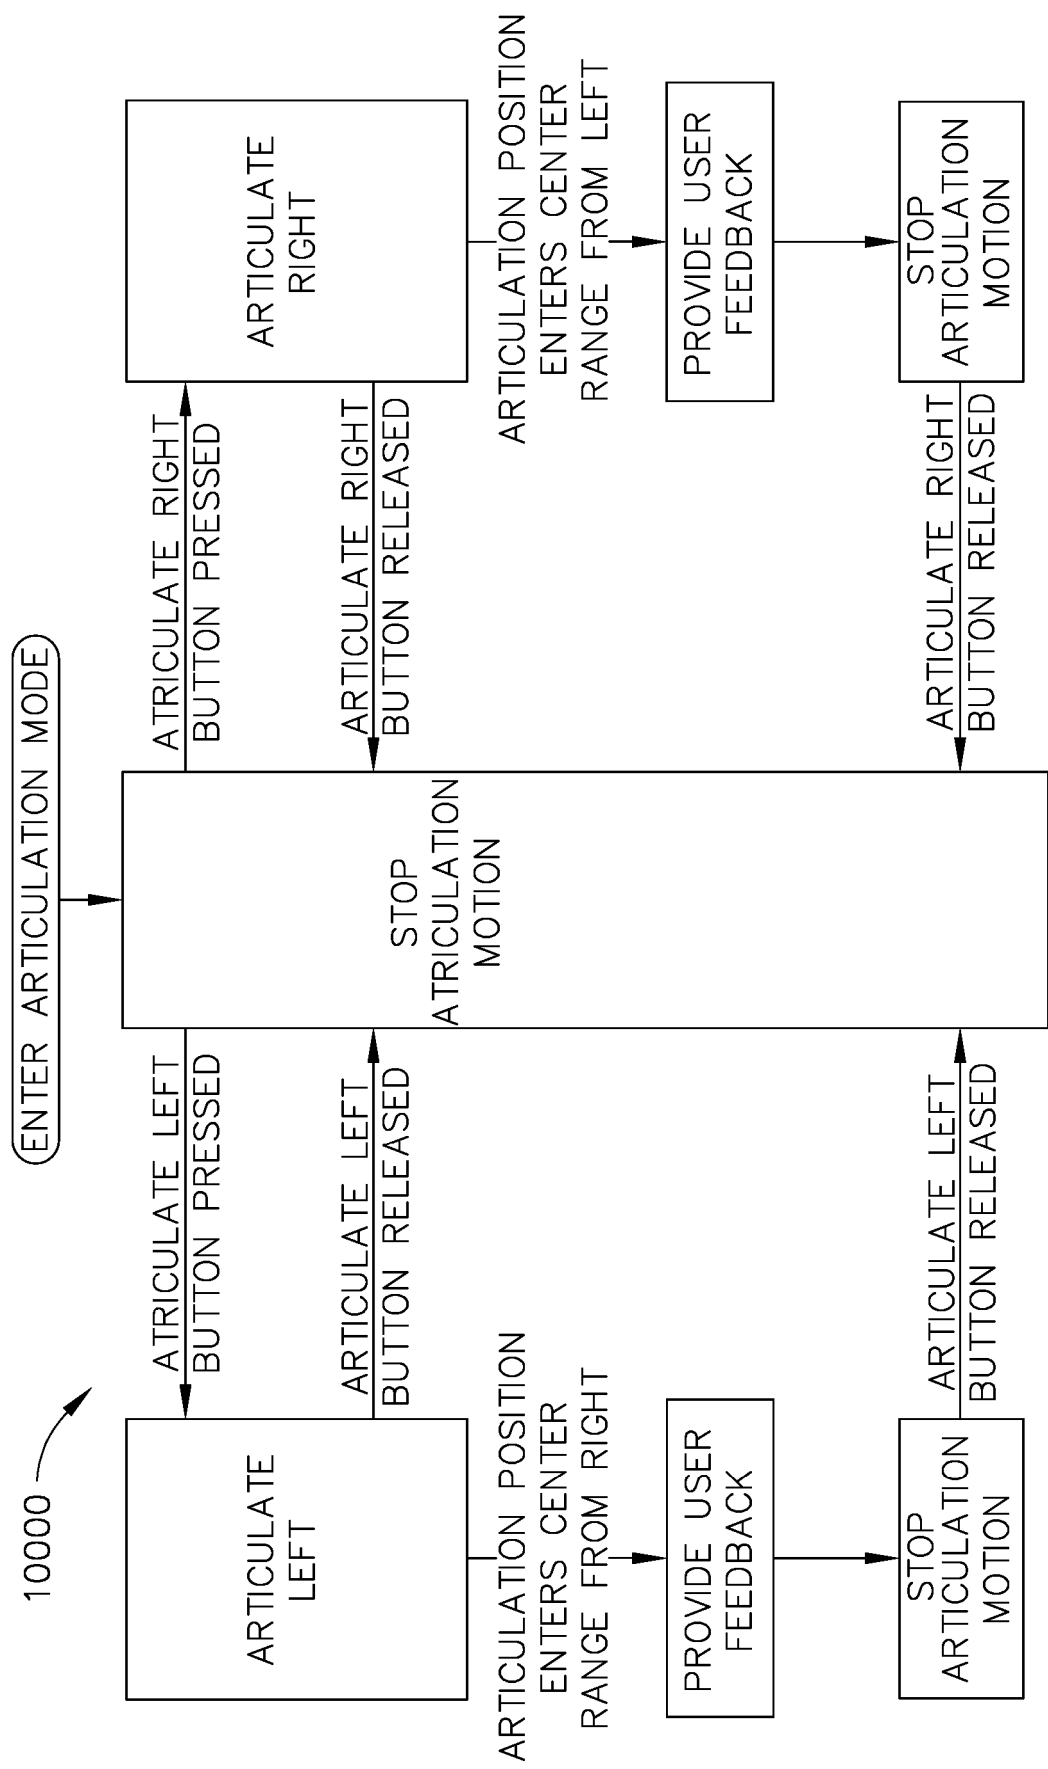 10000
ENTER ARTICULATION MODE
ATRICULATE LEFT
BUTTON PRESSED
ATRICULATE RIGHT
BUTTON PRESSED
ARTICULATE
LEFT
ARTICULATE LEFT
BUTTON RELEASED
STOP
ATRICULATION
MOTION
ARTICULATE RIGHT
BUTTON RELEASED
ARTICULATE
RIGHT
ARTICULATION POSITION
ENTERS CENTER
RANGE FROM RIGHT
ARTICULATION POSITION
ENTERS CENTER
RANGE FROM LEFT
PROVIDE USER
FEEDBACK
PROVIDE USER
FEEDBACK
STOP
ARTICULATION
MOTION
ARTICULATE LEFT
BUTTON RELEASED
ARTICULATE RIGHT
BUTTON RELEASED
STOP
ARTICULATION
MOTION